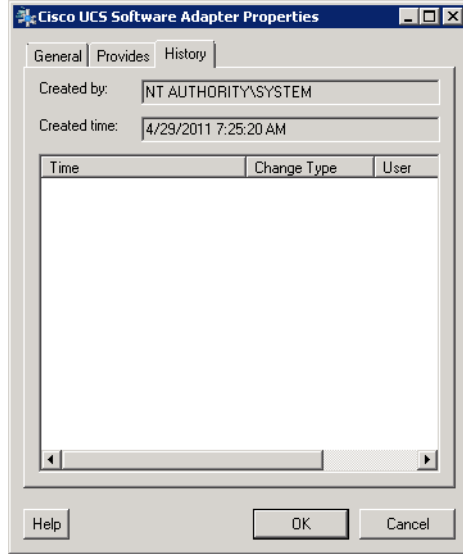 Cisco UCS Software Adapter Properties
General Provides History
Created by: NT AUTHORITY\SYSTEM
Created time: 4/29/2011 7:25:20 AM
Time Change Type User
Help OK Cancel